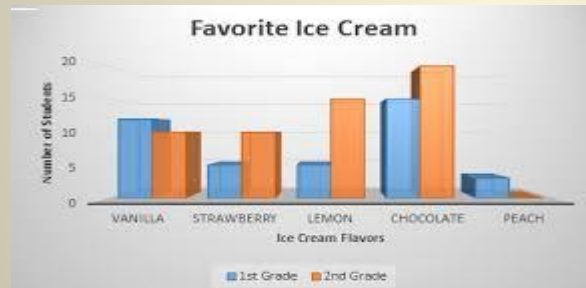 Favorite Ice Cream
20
15
10
5
0
Number of Students
VANILLA STRAWBERRY LEMON CHOCOLATE PEACH
Ice Cream Flavors
1st Grade 2nd Grade